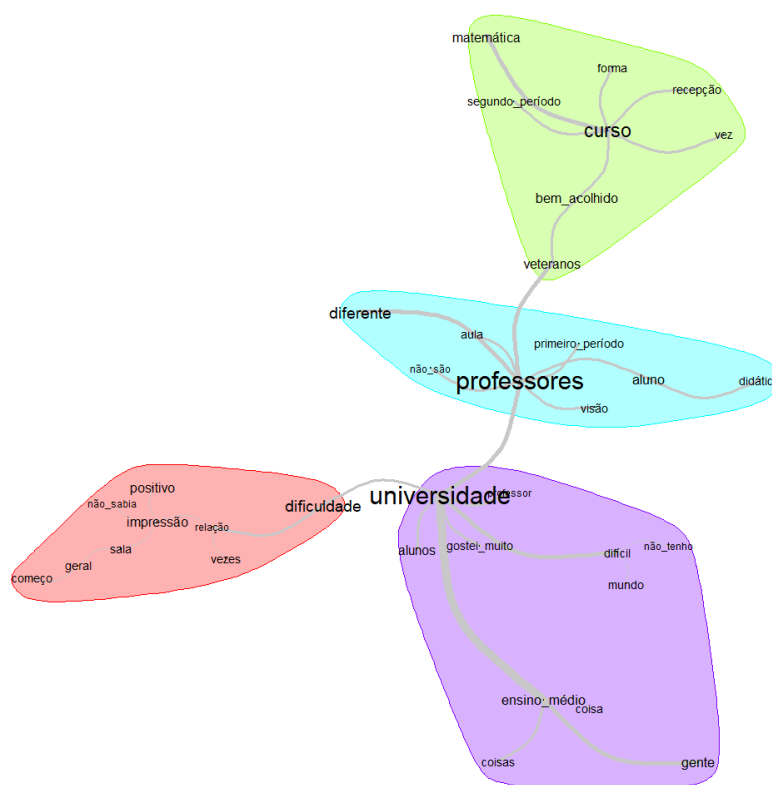 matemática
forma
recepção
segundo_período
curso
vez
bem_acolhido
veteranos
diferente
aula
primeiro_período
não_são
professores
aluno
didátic
visão
positivo
universidade
professor
não_sabia
dificuldade
impressão
relação
sala
alunos
gostei_muito
difícil
não_tenho
vezes
geral
começo
mundo
ensino_médio
coisa
coisas
gente